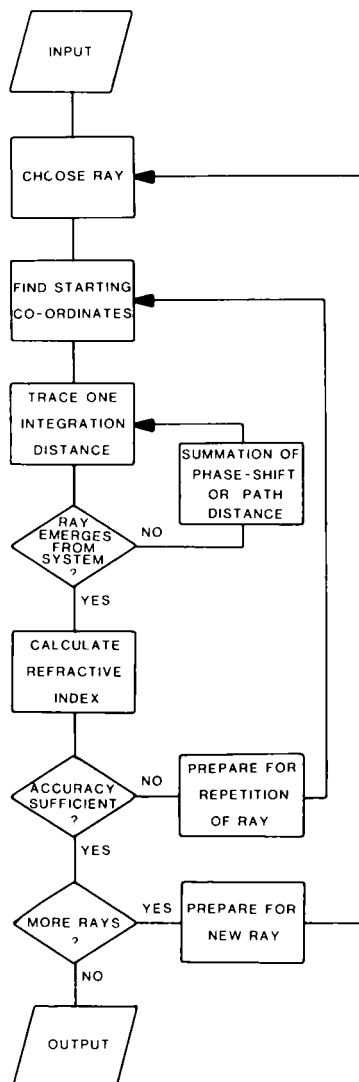 INPUT
CHOOSE RAY
FIND STARTING
CO-ORDINATES
TRACE ONE
INTEGRATION
DISTANCE
SUMMATION OF
PHASE-SHIFT
OR PATH
DISTANCE
RAY
EMERGES
FROM
SYSTEM
?
NO
YES
CALCULATE
REFRACTIVE
INDEX
ACCURACY
SUFFICIENT
?
NO
PREPARE FOR
REPETITION
OF RAY
YES
MORE RAYS
?
YES
PREPARE FOR
NEW RAY
NO
OUTPUT